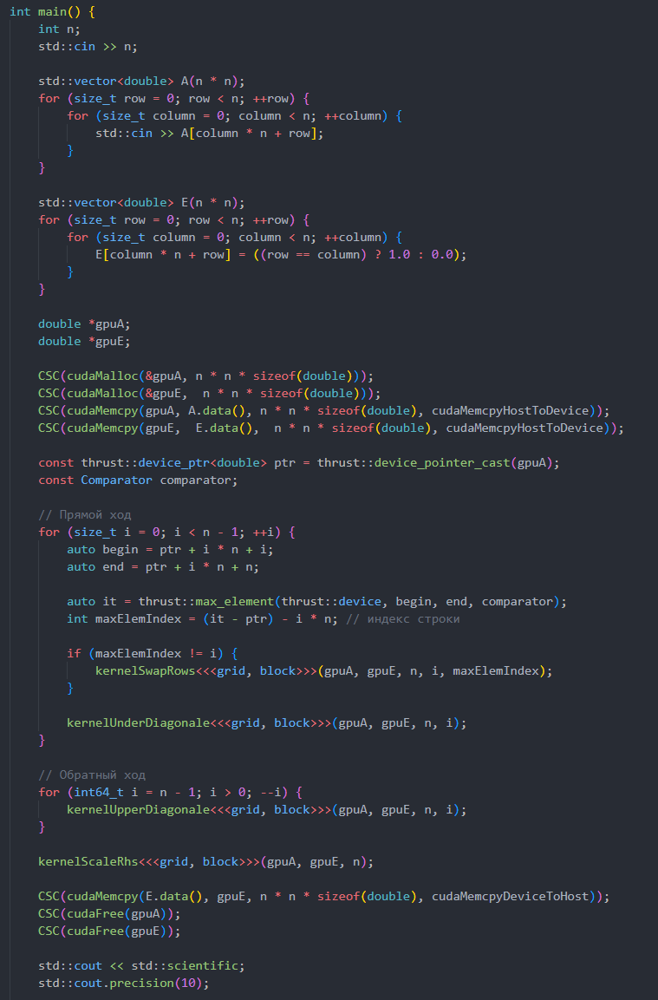 int main() {
    int n;
    std::cin >> n;

    std::vector<double> A(n * n);
    for (size_t row = 0; row < n; ++row) {
        for (size_t column = 0; column < n; ++column) {
            std::cin >> A[column * n + row];
        }
    }

    std::vector<double> E(n * n);
    for (size_t row = 0; row < n; ++row) {
        for (size_t column = 0; column < n; ++column) {
            E[column * n + row] = ((row == column) ? 1.0 : 0.0);
        }
    }

    double *gpuA;
    double *gpuE;

    CSC(cudaMalloc(&gpuA, n * n * sizeof(double)));
    CSC(cudaMalloc(&gpuE,  n * n * sizeof(double)));
    CSC(cudaMemcpy(gpuA, A.data(), n * n * sizeof(double), cudaMemcpyHostToDevice));
    CSC(cudaMemcpy(gpuE,  E.data(),  n * n * sizeof(double), cudaMemcpyHostToDevice));

    const thrust::device_ptr<double> ptr = thrust::device_pointer_cast(gpuA);
    const Comparator comparator;

    // Прямой ход
    for (size_t i = 0; i < n - 1; ++i) {
        auto begin = ptr + i * n + i;
        auto end = ptr + i * n + n;

        auto it = thrust::max_element(thrust::device, begin, end, comparator);
        int maxElemIndex = (it - ptr) - i * n; // индекс строки

        if (maxElemIndex != i) {
            kernelSwapRows<<<grid, block>>>(gpuA, gpuE, n, i, maxElemIndex);
        }

        kernelUnderDiagonale<<<grid, block>>>(gpuA, gpuE, n, i);
    }

    // Обратный ход
    for (int64_t i = n - 1; i > 0; --i) {
        kernelUpperDiagonale<<<grid, block>>>(gpuA, gpuE, n, i);
    }

    kernelScaleRhs<<<grid, block>>>(gpuA, gpuE, n);

    CSC(cudaMemcpy(E.data(), gpuE, n * n * sizeof(double), cudaMemcpyDeviceToHost));
    CSC(cudaFree(gpuA));
    CSC(cudaFree(gpuE));

    std::cout << std::scientific;
    std::cout.precision(10);